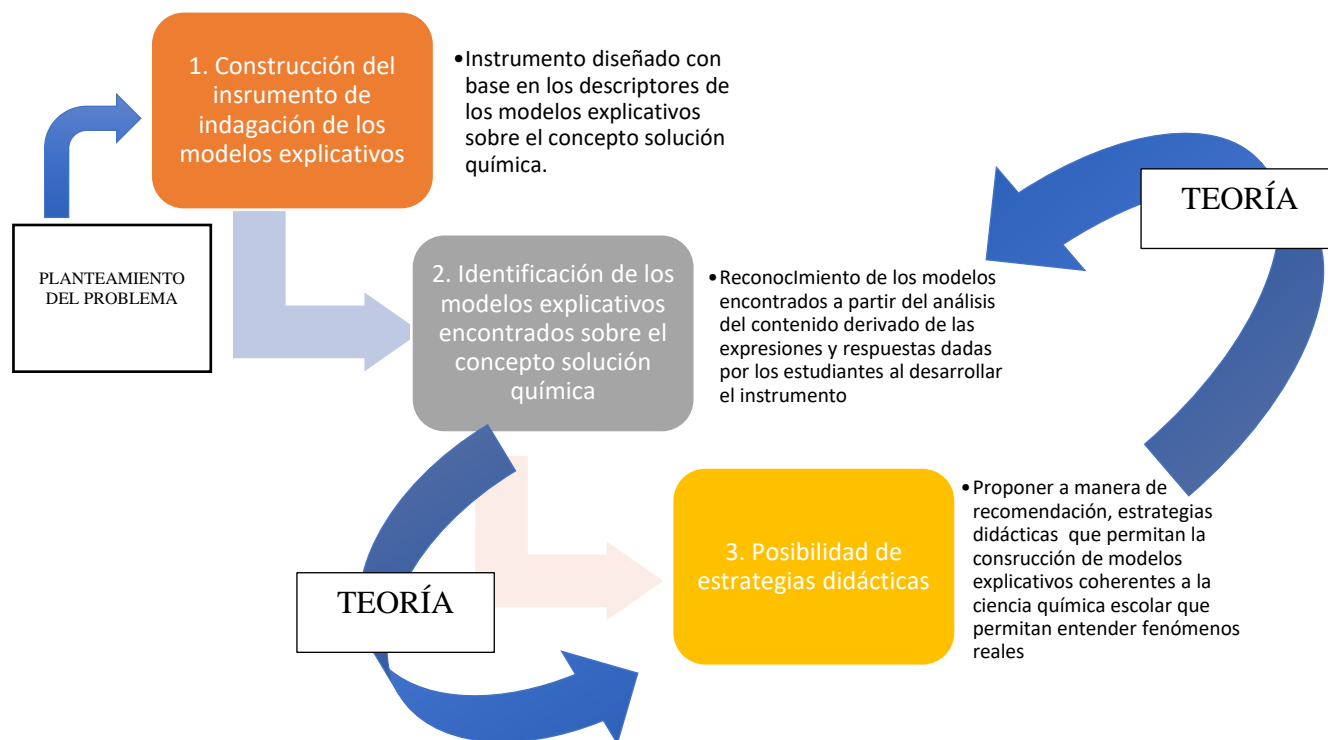 1. Construcción del
insrumento de
indagación de los
modelos explicativos
•Instrumento diseñado con
base en los descriptores de
los modelos explicativos
sobre el concepto solución
química.
PLANTEAMIENTO
DEL PROBLEMA
TEORÍA
2. Identificación de los
modelos explicativos
encontrados sobre el
concepto solución
química
•ReconocImiento de los modelos
encontrados a partir del análisis
del contenido derivado de las
expresiones y respuestas dadas
por los estudiantes al desarrollar
el instrumento
TEORÍA
3. Posibilidad de
estrategias didácticas
•Proponer a manera de
recomendación, estrategias
didácticas que permitan la
consrucción de modelos
explicativos coherentes a la
ciencia química escolar que
permitan entender fenómenos
reales